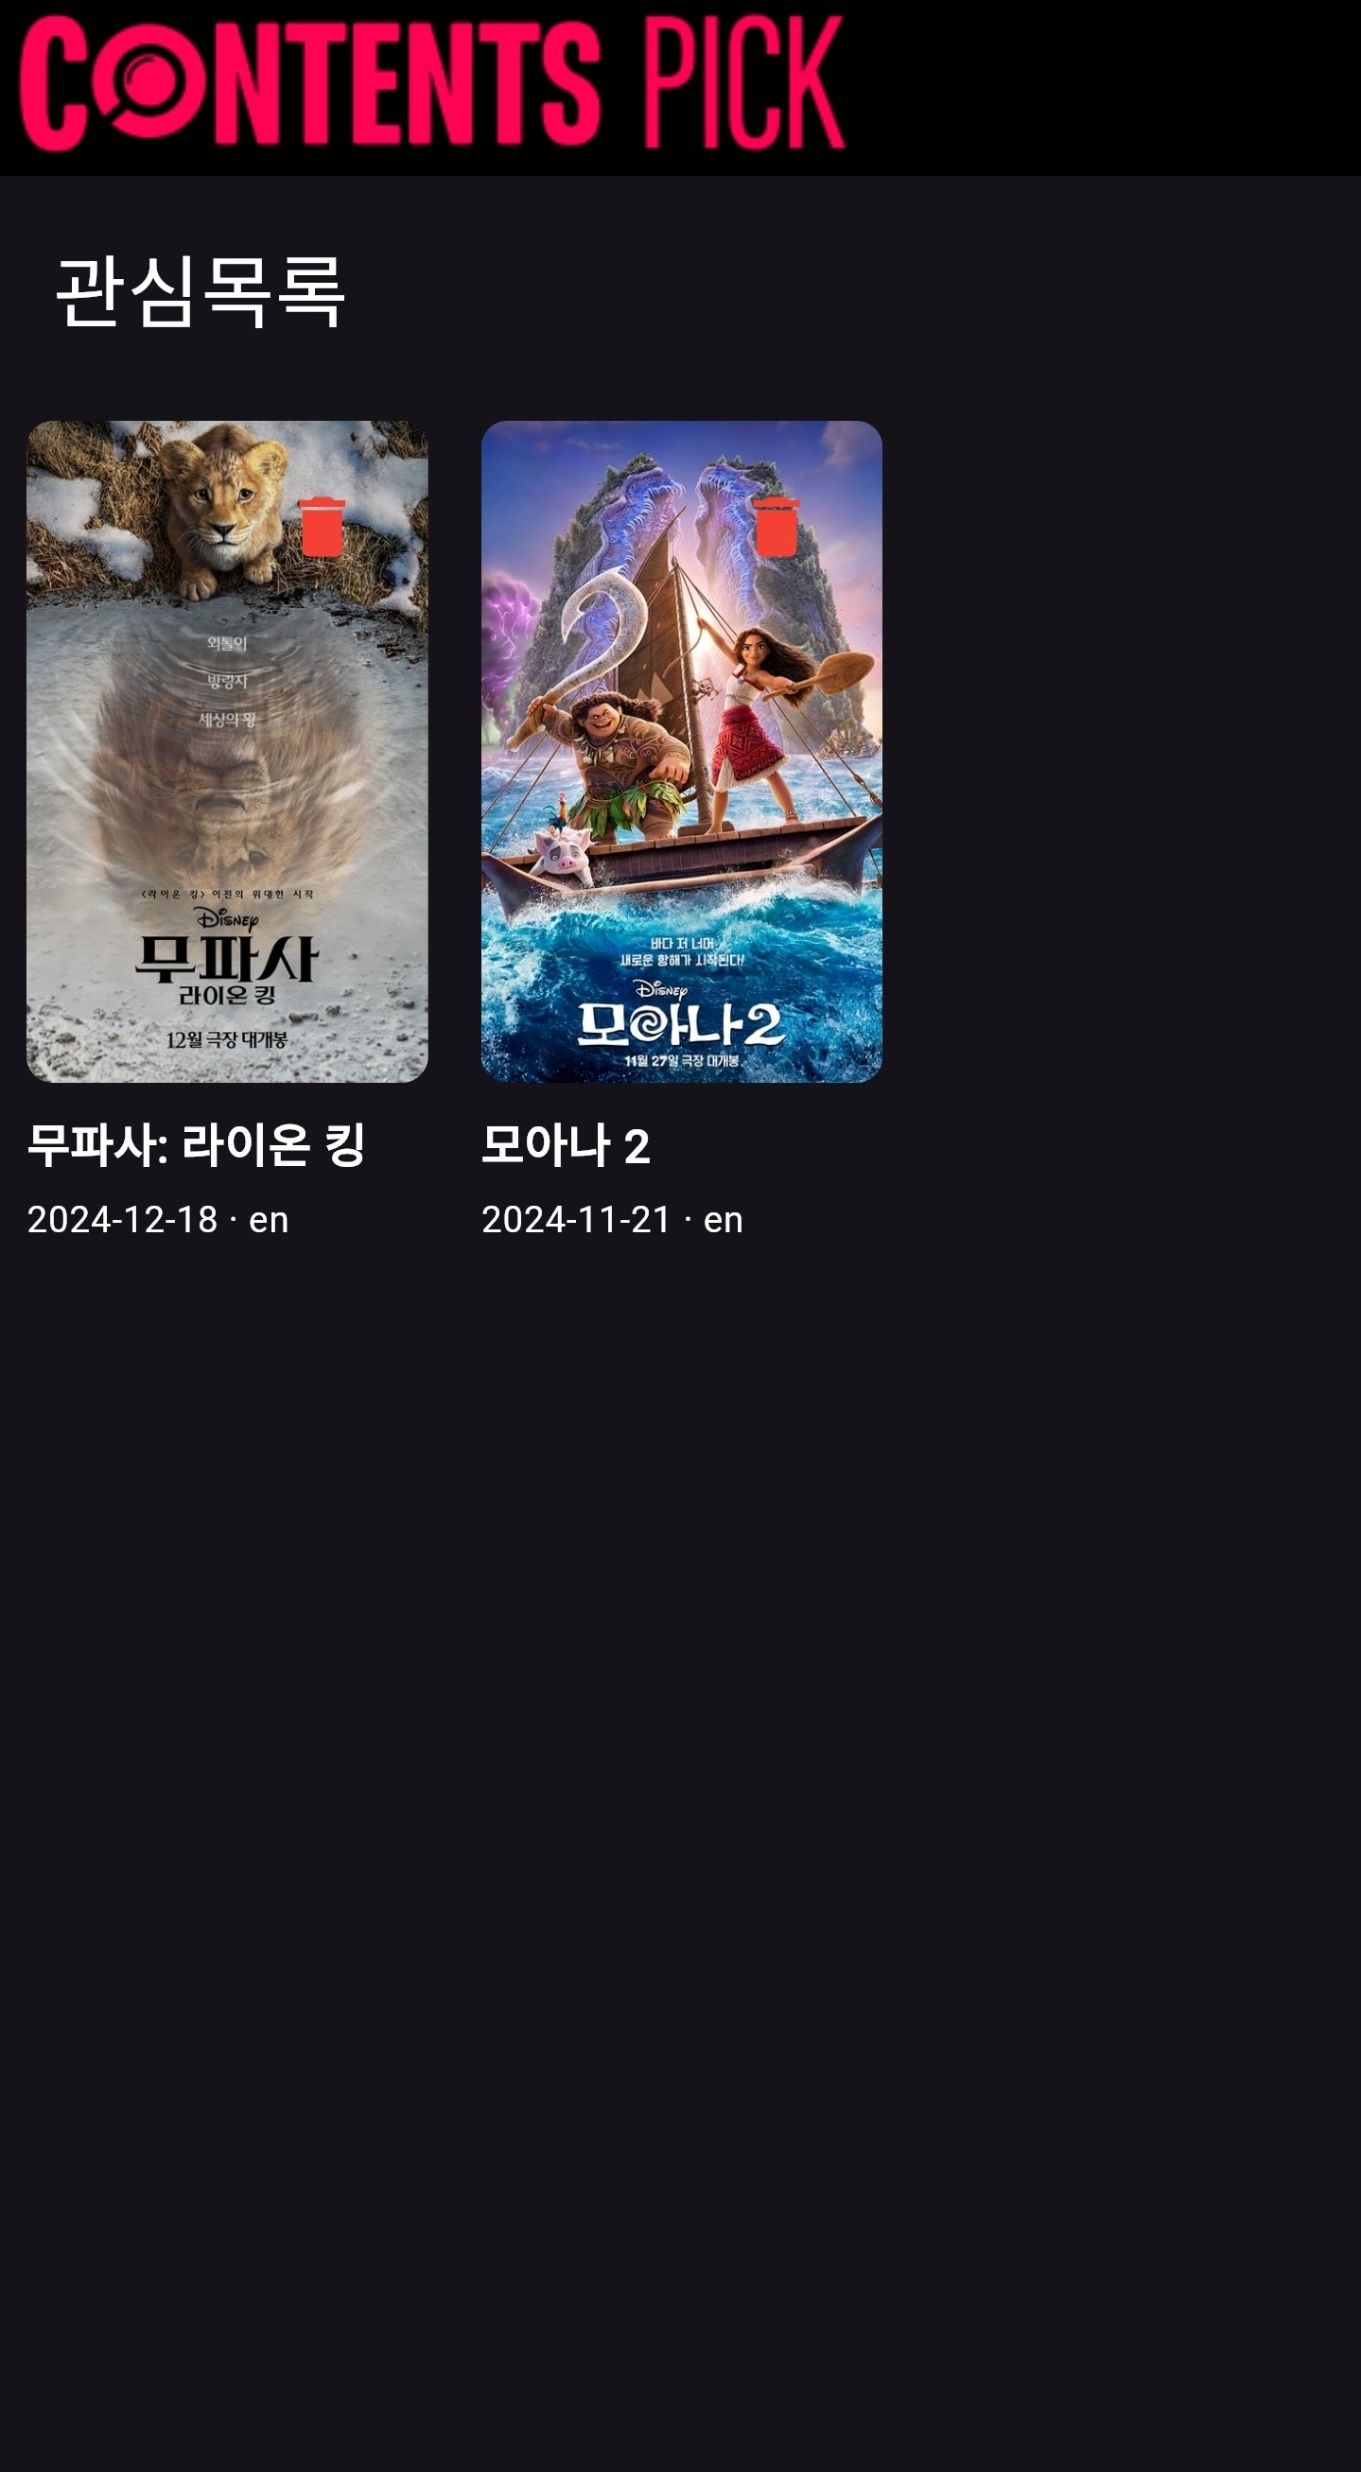 CONTENTS PICK
관심목록
외톨이
방랑자
세상의 왕
<라이온 킹> 이전의 위대한 시작
Disney
무파사
라이온 킹
12월 극장 대개봉
바다 저 너머,
새로운 항해가 시작된다!
Disney
모아나2
11월 27일 극장 대개봉
무파사: 라이온 킹
2024-12-18 · en
모아나 2
2024-11-21 · en